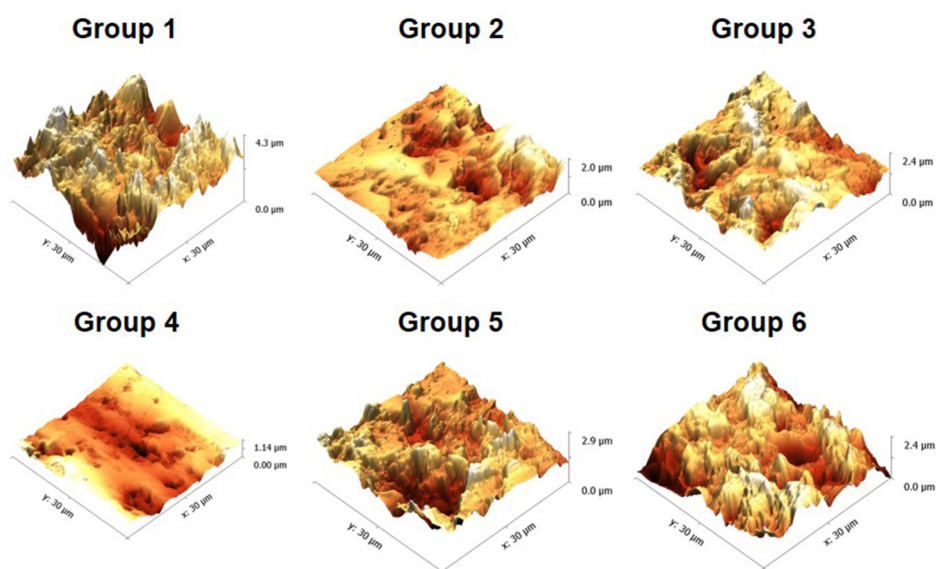 Group 1
Group 2
Group 3
4.3 µm
0.0 µm
y: 30 µm
x: 30 µm
2.0 µm
0.0 µm
y: 30 µm
x: 30 µm
2.4 µm
0.0 µm
y: 30 µm
x: 30 µm
Group 4
Group 5
Group 6
1.14 µm
0.00 µm
y: 30 µm
x: 30 µm
2.9 µm
0.0 µm
y: 30 µm
x: 30 µm
2.4 µm
0.0 µm
y: 30 µm
x: 30 µm